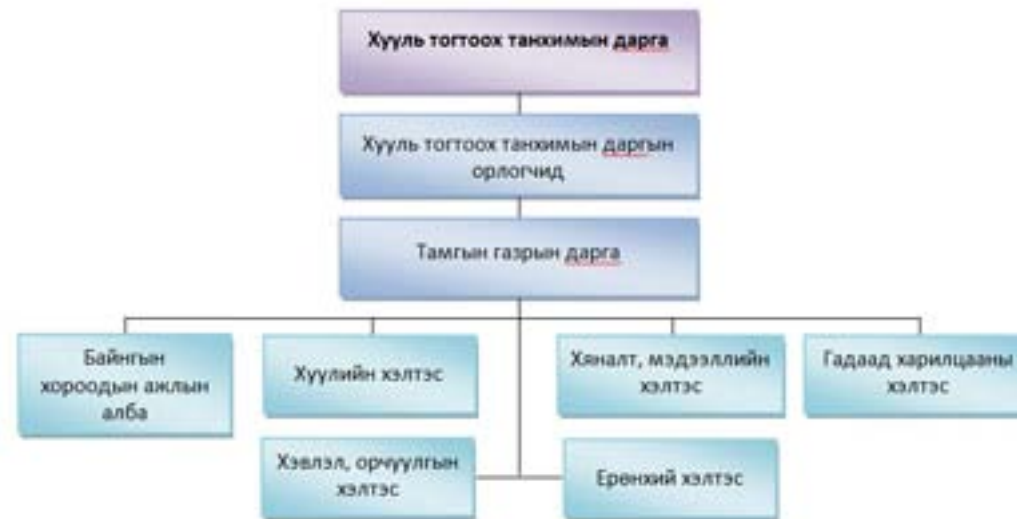 Хууль тогтоох танхимын дарга
Хууль тогтоох танхимын даргын
орлогчид
Тамгын газрын дарга
Байнгын
хороодын ажлын
алба
Хуулийн хэлтэс
Хяналт, мэдээллийн
хэлтэс
Гадаад харилцааны
хэлтэс
Хэвлэл, орчуулгын
хэлтэс
Ерөнхий хэлтэс